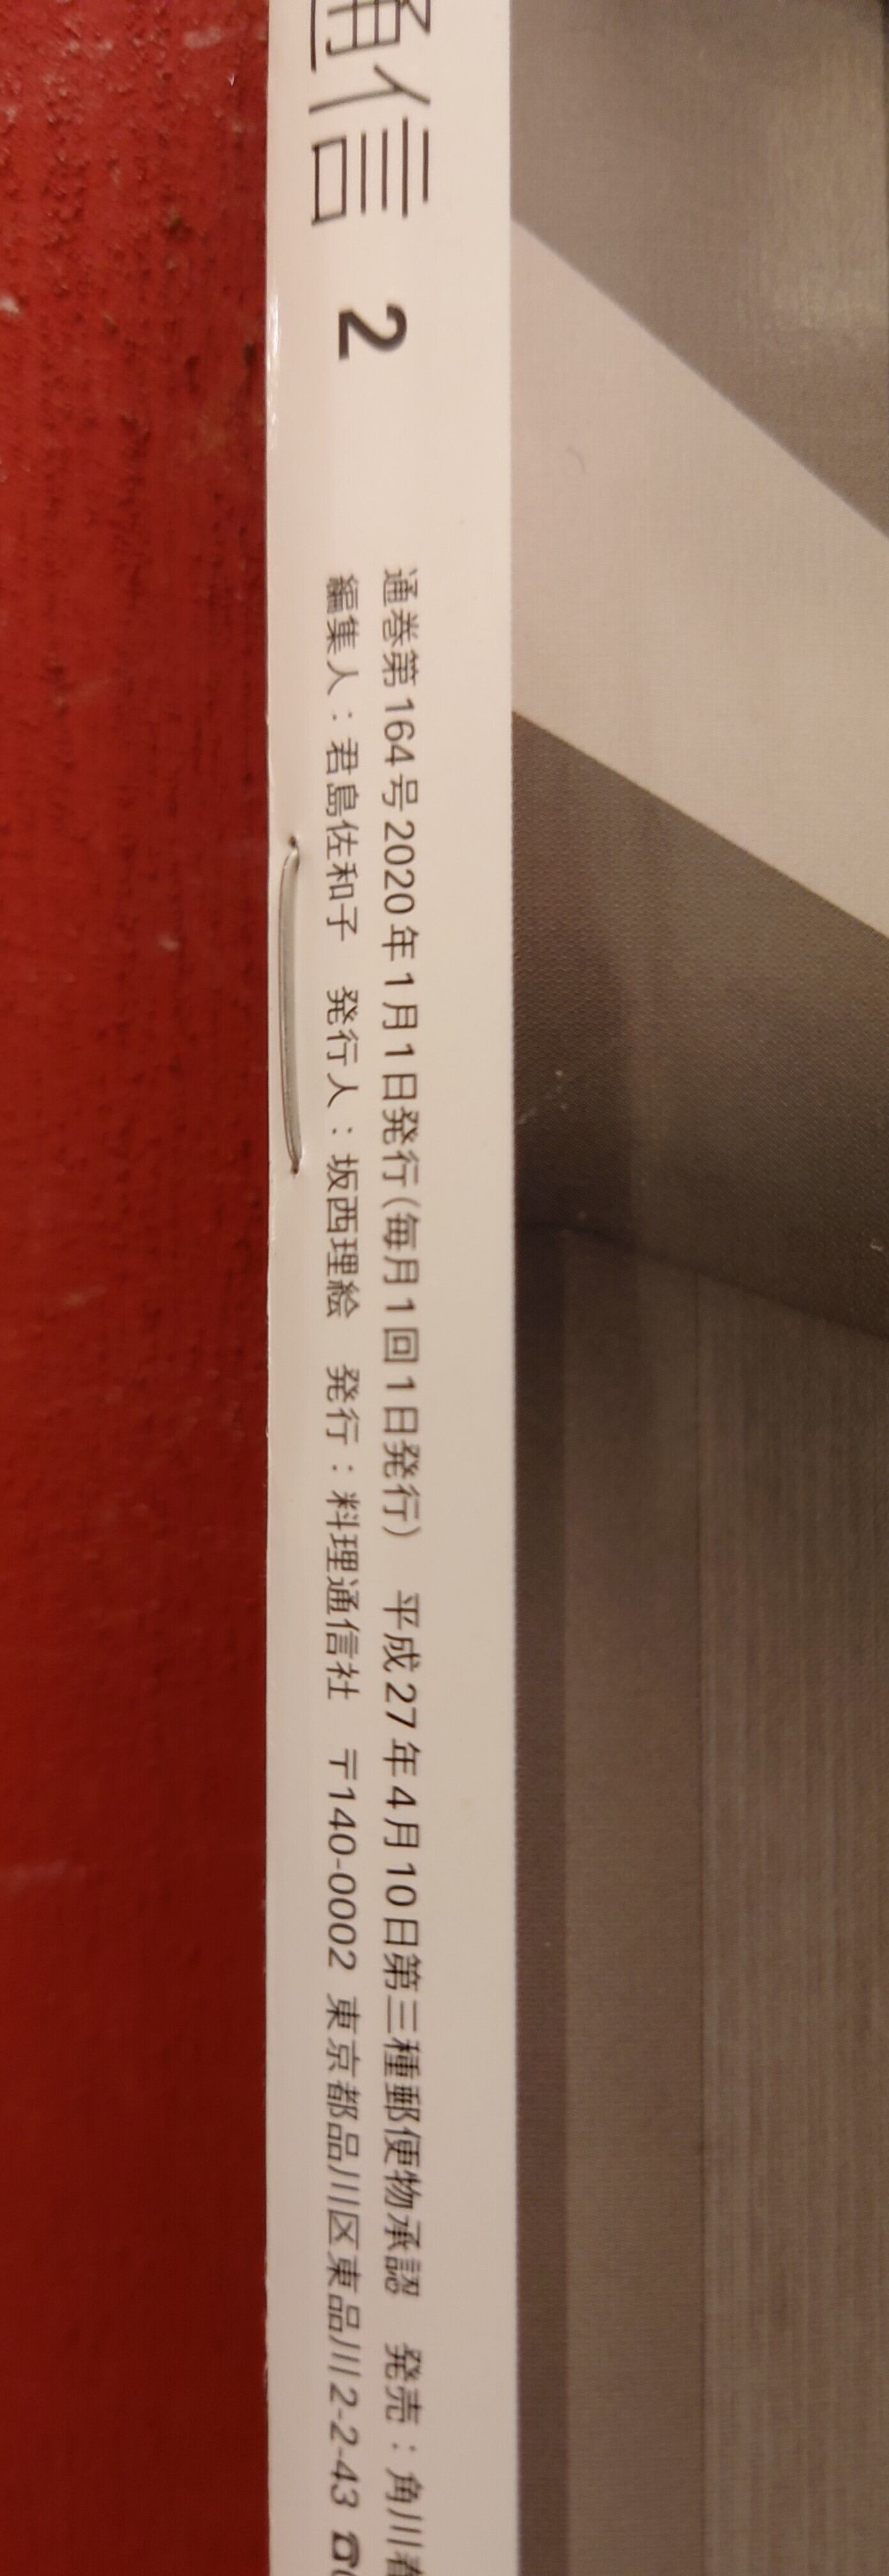 通信 2
通巻第164号2020年1月1日発行(毎月1回1日発行) 平成27年4月10日第三種郵便物承認 発売：角川春
編集人：君島佐和子 発行人：坂西理絵 発行：料理通信社 〒140-0002 東京都品川区東品川2-2-43 ☎